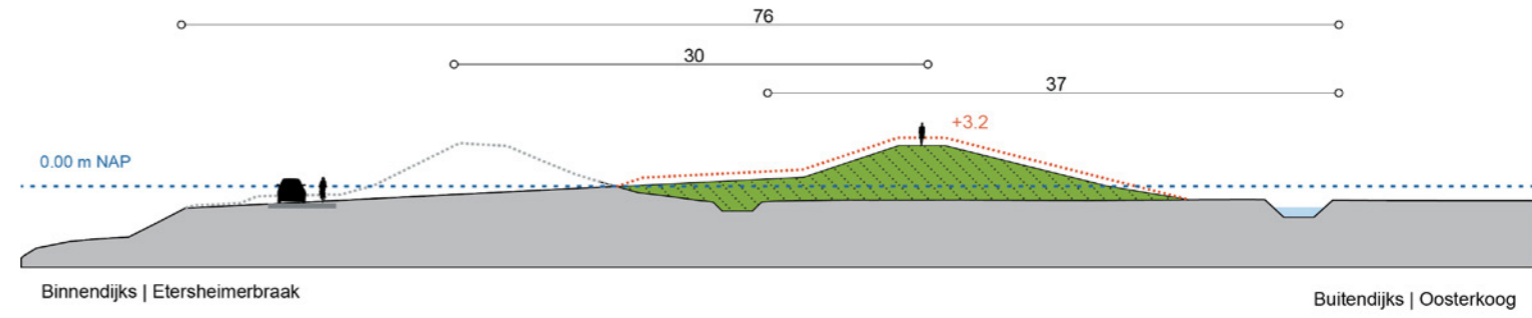 76
30
37
+3.2
0.00 m NAP
Binnendijks | Etersheimerbraak
Buitendijks | Oosterkoog